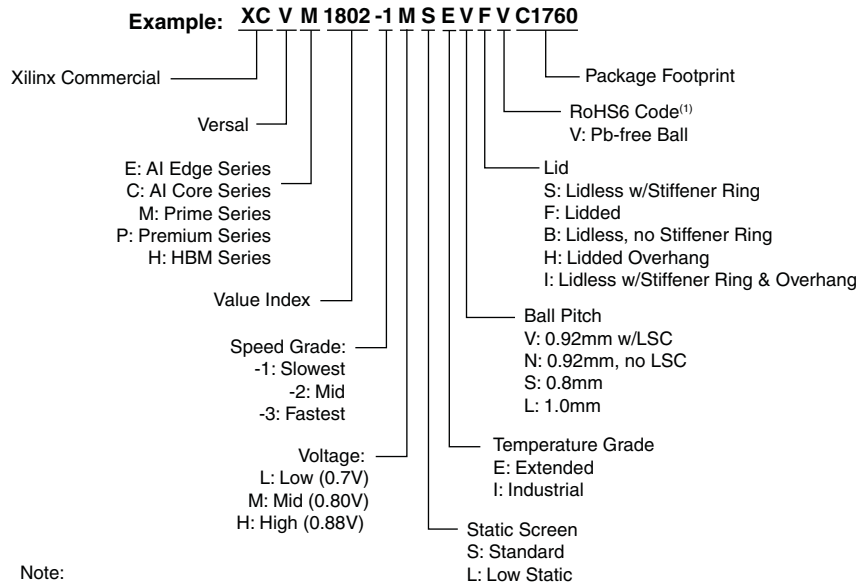 Example: XC V M 1802 -1 M S E V F V C1760
Xilinx Commercial
Versal
E: AI Edge Series
C: AI Core Series
M: Prime Series
P: Premium Series
H: HBM Series
Value Index
Speed Grade:
-1: Slowest
-2: Mid
-3: Fastest
Voltage:
L: Low (0.7V)
M: Mid (0.80V)
H: High (0.88V)
Package Footprint
RoHS6 Code(1)
V: Pb-free Ball
Lid
S: Lidless w/Stiffener Ring
F: Lidded
B: Lidless, no Stiffener Ring
H: Lidded Overhang
I: Lidless w/Stiffener Ring & Overhang
Ball Pitch
V: 0.92mm w/LSC
N: 0.92mm, no LSC
S: 0.8mm
L: 1.0mm
Temperature Grade
E: Extended
I: Industrial
Static Screen
S: Standard
L: Low Static
Note: